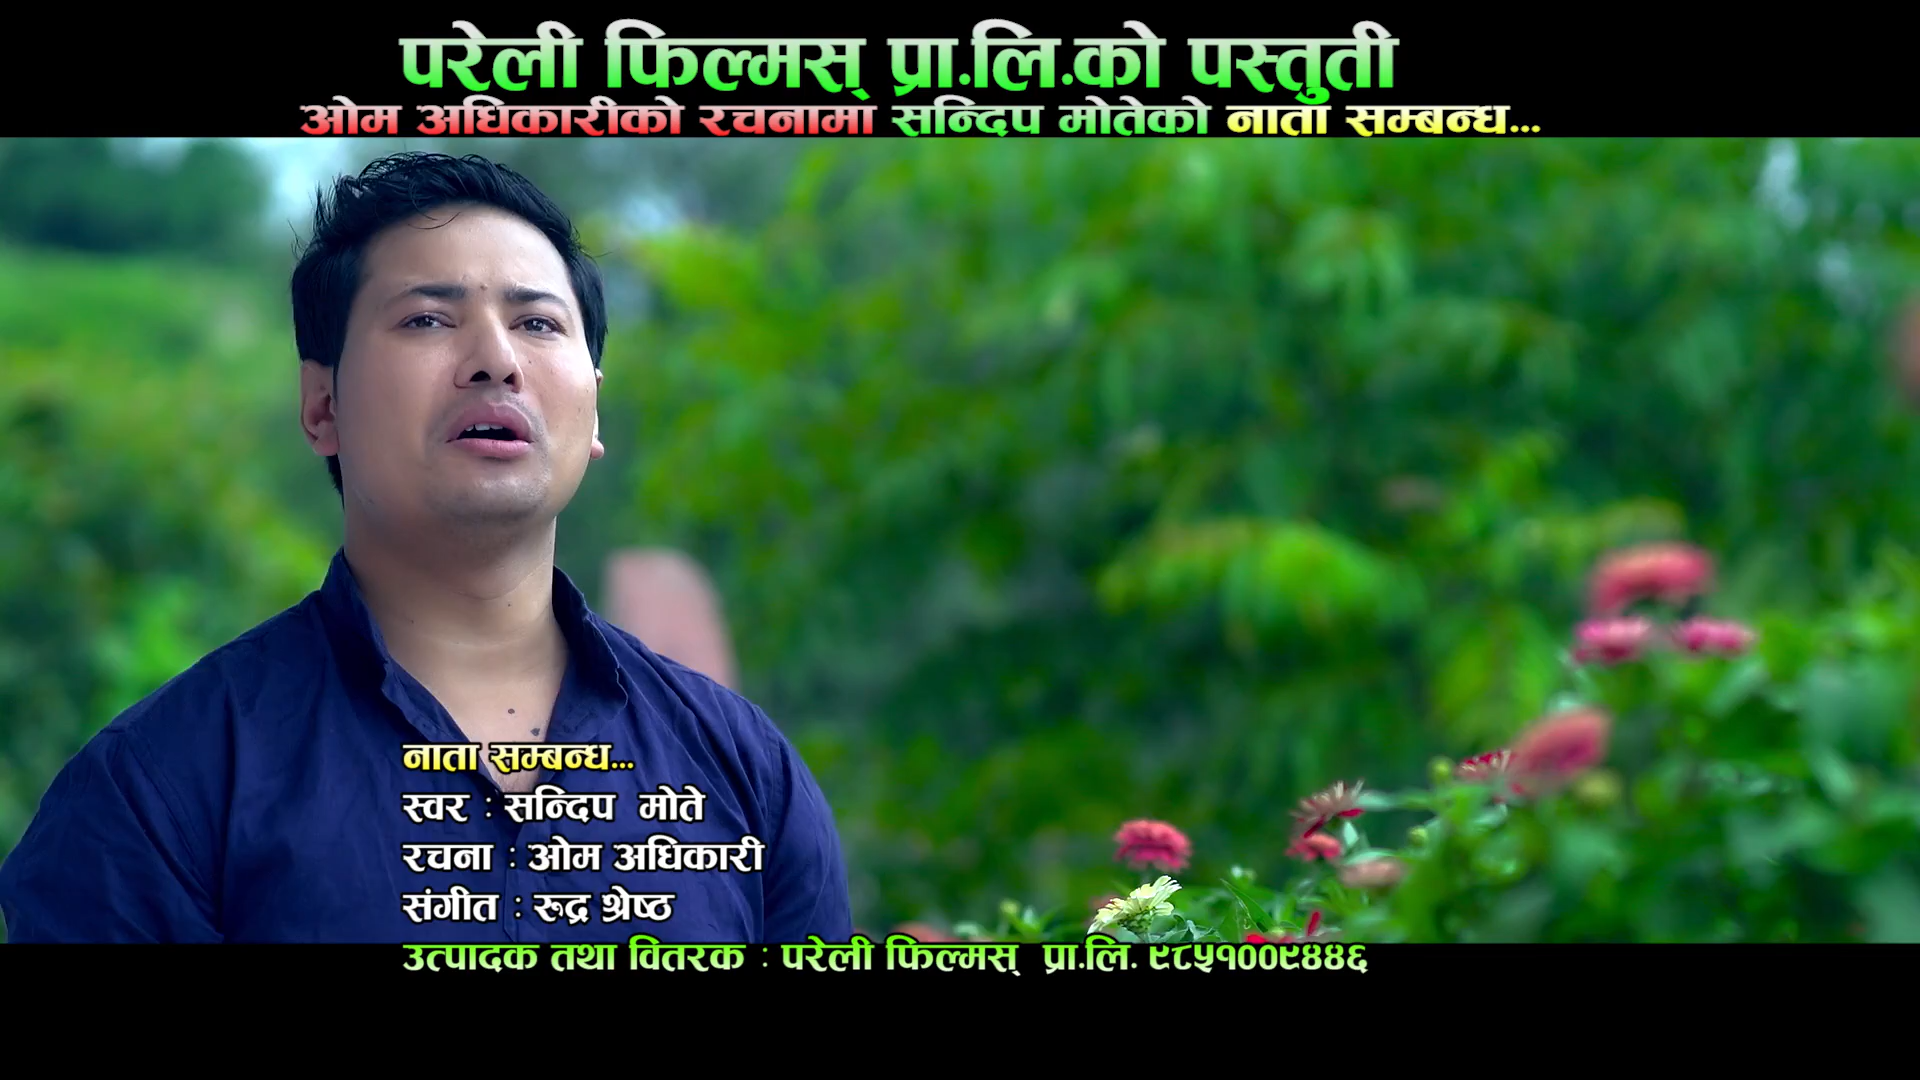 परेली फिल्मस् प्रा.लि.को पस्तुती
ओम अधिकारीको रचनामा सन्दिप मोतेको नाता सम्बन्ध...
नाता सम्बन्ध...
स्वर : सन्दिप मोते
रचना : ओम अधिकारी
संगीत : रुद्र श्रेष्ठ
उत्पादक तथा वितरक : परेली फिल्मस् प्रा.लि. ९८५१००९४४६